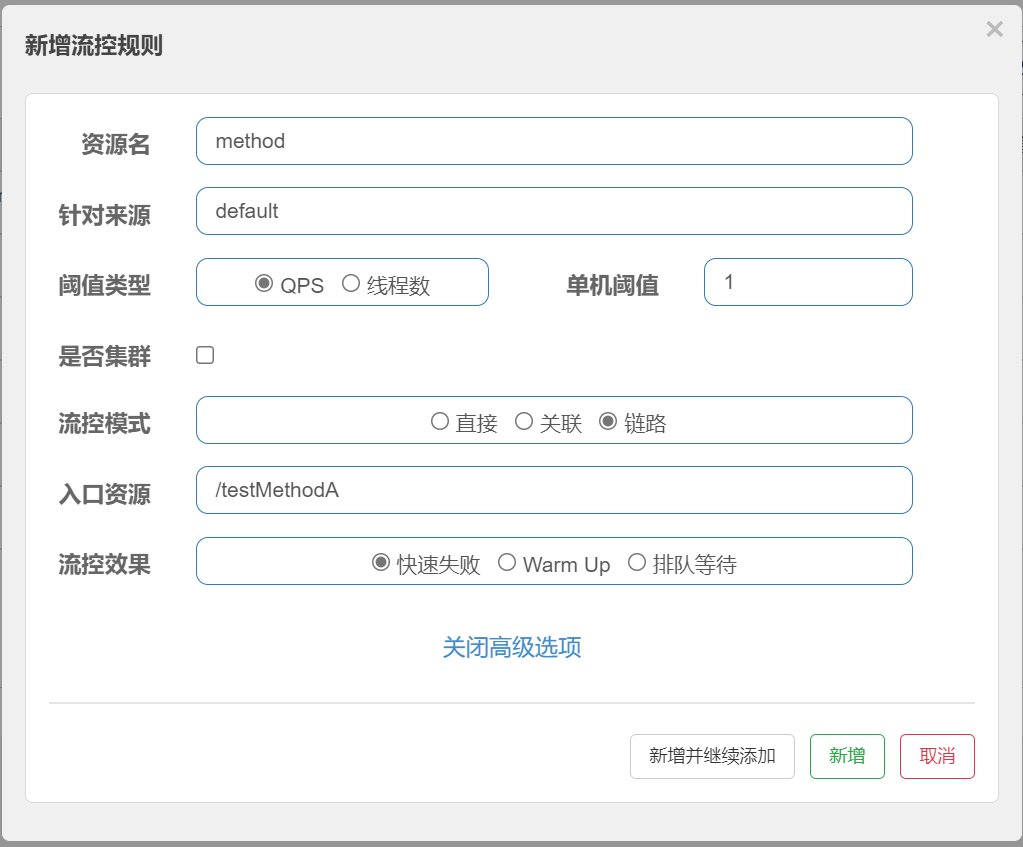 新增流控规则
×
资源名 method
针对来源 default
阈值类型 QPS 线程数 单机阈值 1
是否集群
流控模式 直接 关联 链路
入口资源 /testMethodA
流控效果 快速失败 Warm Up 排队等待
关闭高级选项
新增并继续添加 新增 取消